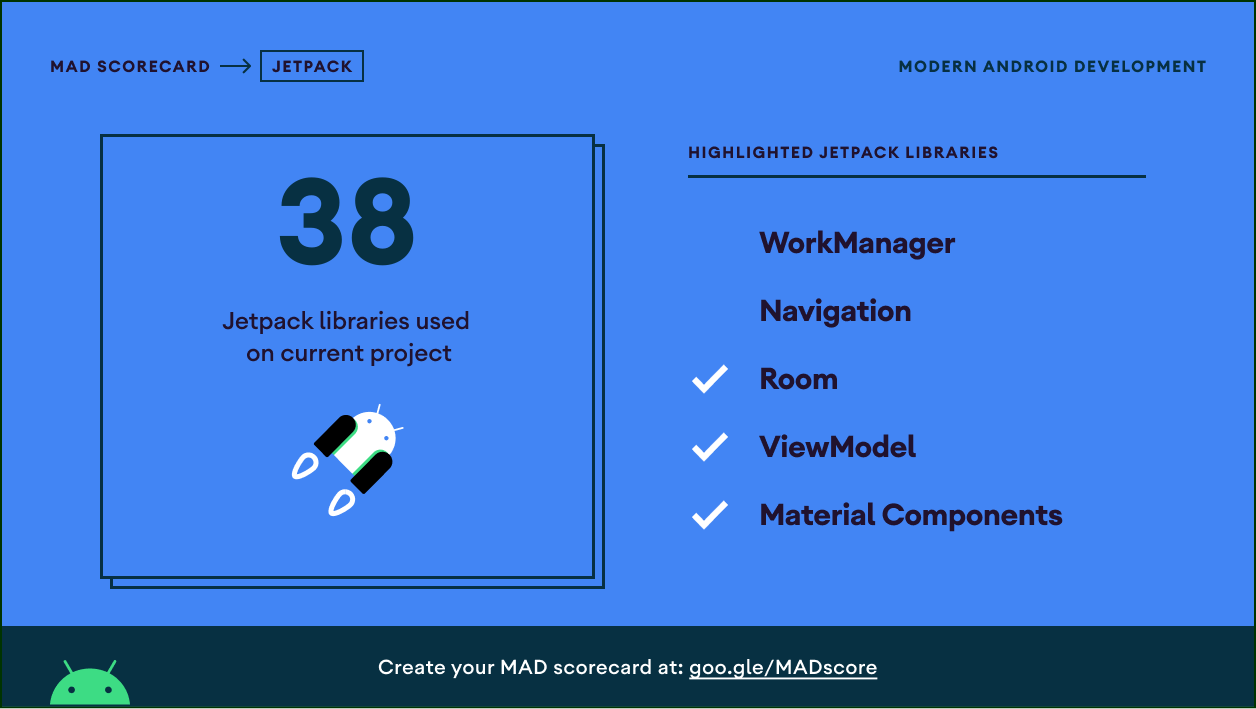 MAD SCORECARD → JETPACK
MODERN ANDROID DEVELOPMENT
38
Jetpack libraries used
on current project
HIGHLIGHTED JETPACK LIBRARIES
WorkManager
Navigation
Room
ViewModel
Material Components
Create your MAD scorecard at: goo.gle/MADscore